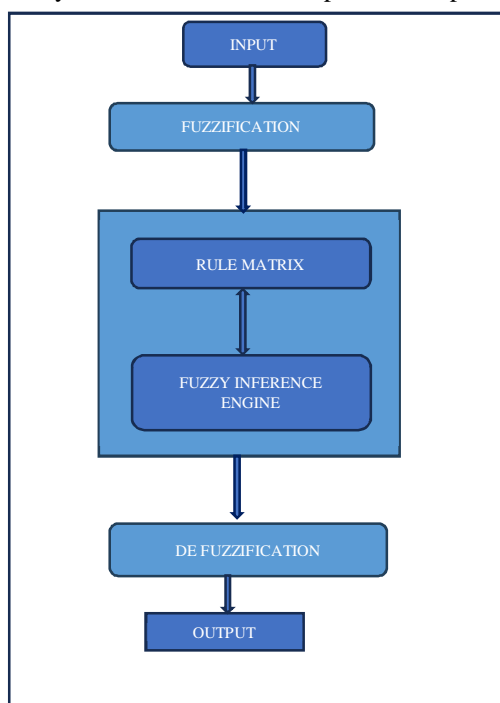 INPUT
FUZZIFICATION
RULE MATRIX
FUZZY INFERENCE
ENGINE
DE FUZZIFICATION
OUTPUT